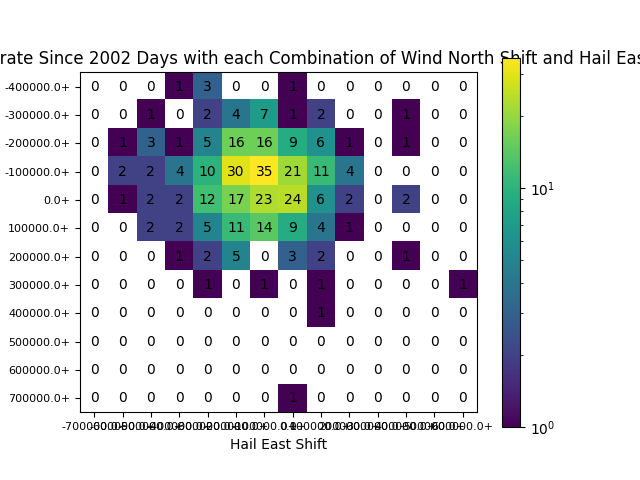 rate Since 2002 Days with each Combination of Wind North Shift and Hail Eas
-400000.0+ 0 0 0 1 3 0 0 1 0 0 0 0 0 0
-300000.0+ 0 0 1 0 2 4 7 1 2 0 0 1 0 0
-200000.0+ 0 1 3 1 5 16 16 9 6 1 0 1 0 0
-100000.0+ 0 2 2 4 10 30 35 21 11 4 0 0 0 0
0.0+ 0 1 2 2 12 17 23 24 6 2 0 2 0 0
100000.0+ 0 0 2 2 5 11 14 9 4 1 0 0 0 0
200000.0+ 0 0 0 1 2 5 0 3 2 0 0 1 0 0
300000.0+ 0 0 0 0 1 0 1 0 1 0 0 0 0 1
400000.0+ 0 0 0 0 0 0 0 0 1 0 0 0 0 0
500000.0+ 0 0 0 0 0 0 0 0 0 0 0 0 0 0
600000.0+ 0 0 0 0 0 0 0 0 0 0 0 0 0 0
700000.0+ 0 0 0 0 0 0 0 1 0 0 0 0 0 0
Hail East Shift
10¹
10⁰